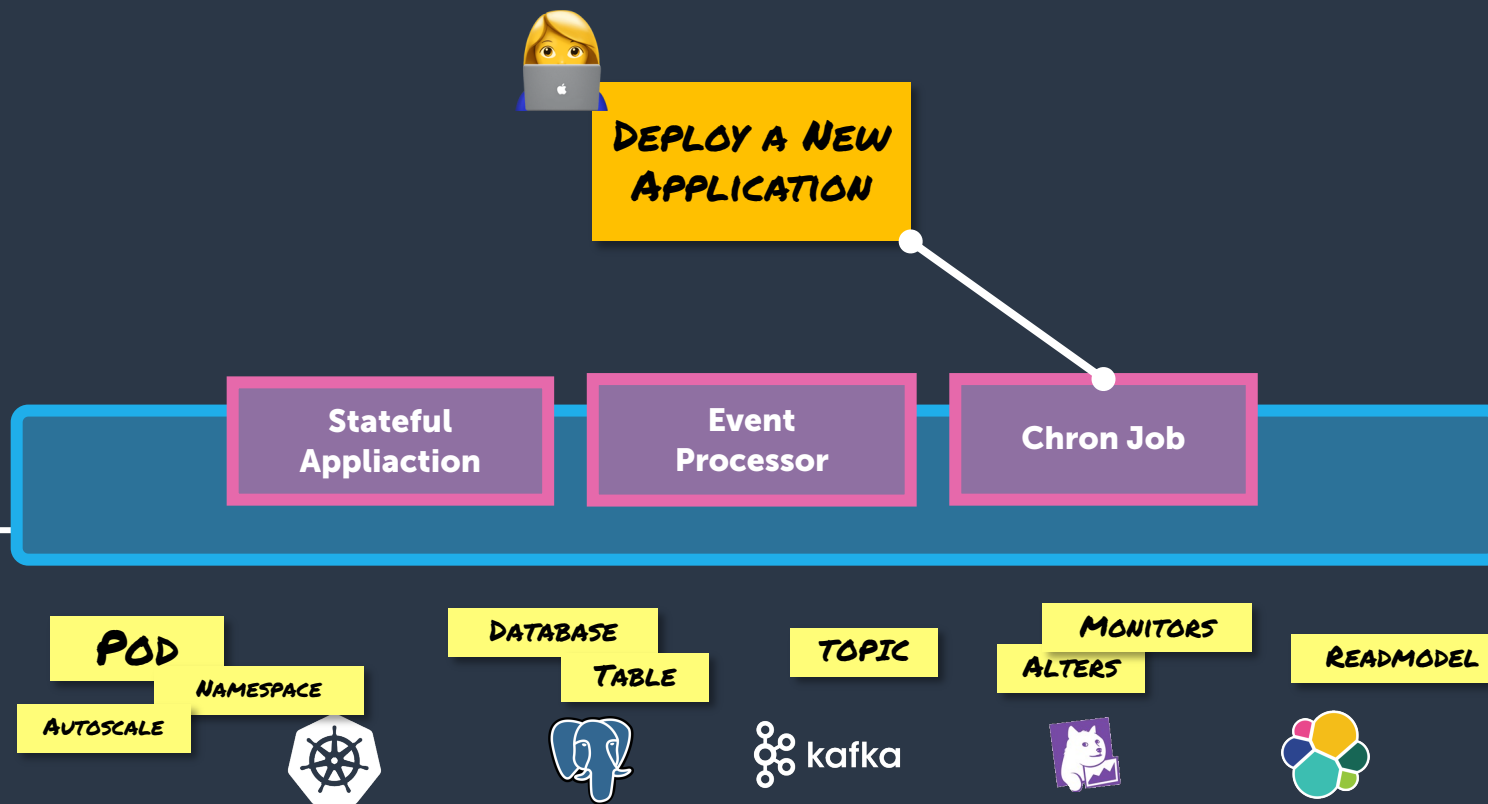 Deploy a New
Application
Stateful
Appliaction
Event
Processor
Chron Job
Pod
Namespace
Autoscale
Database
Table
Topic
Monitors
Alters
Readmodel
kafka